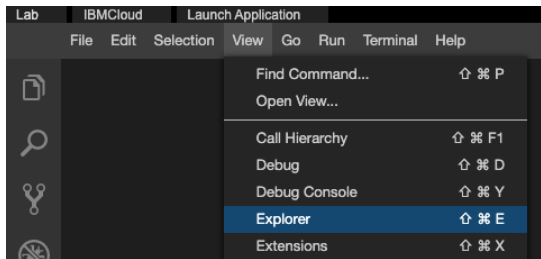 Lab IBMCloud Launch Application
File Edit Selection View Go Run Terminal Help
Find Command... ⇧ ⌘ P
Open View...
Call Hierarchy ⇧ ⌘ F1
Debug ⇧ ⌘ D
Debug Console ⇧ ⌘ Y
Explorer ⇧ ⌘ E
Extensions ⇧ ⌘ X